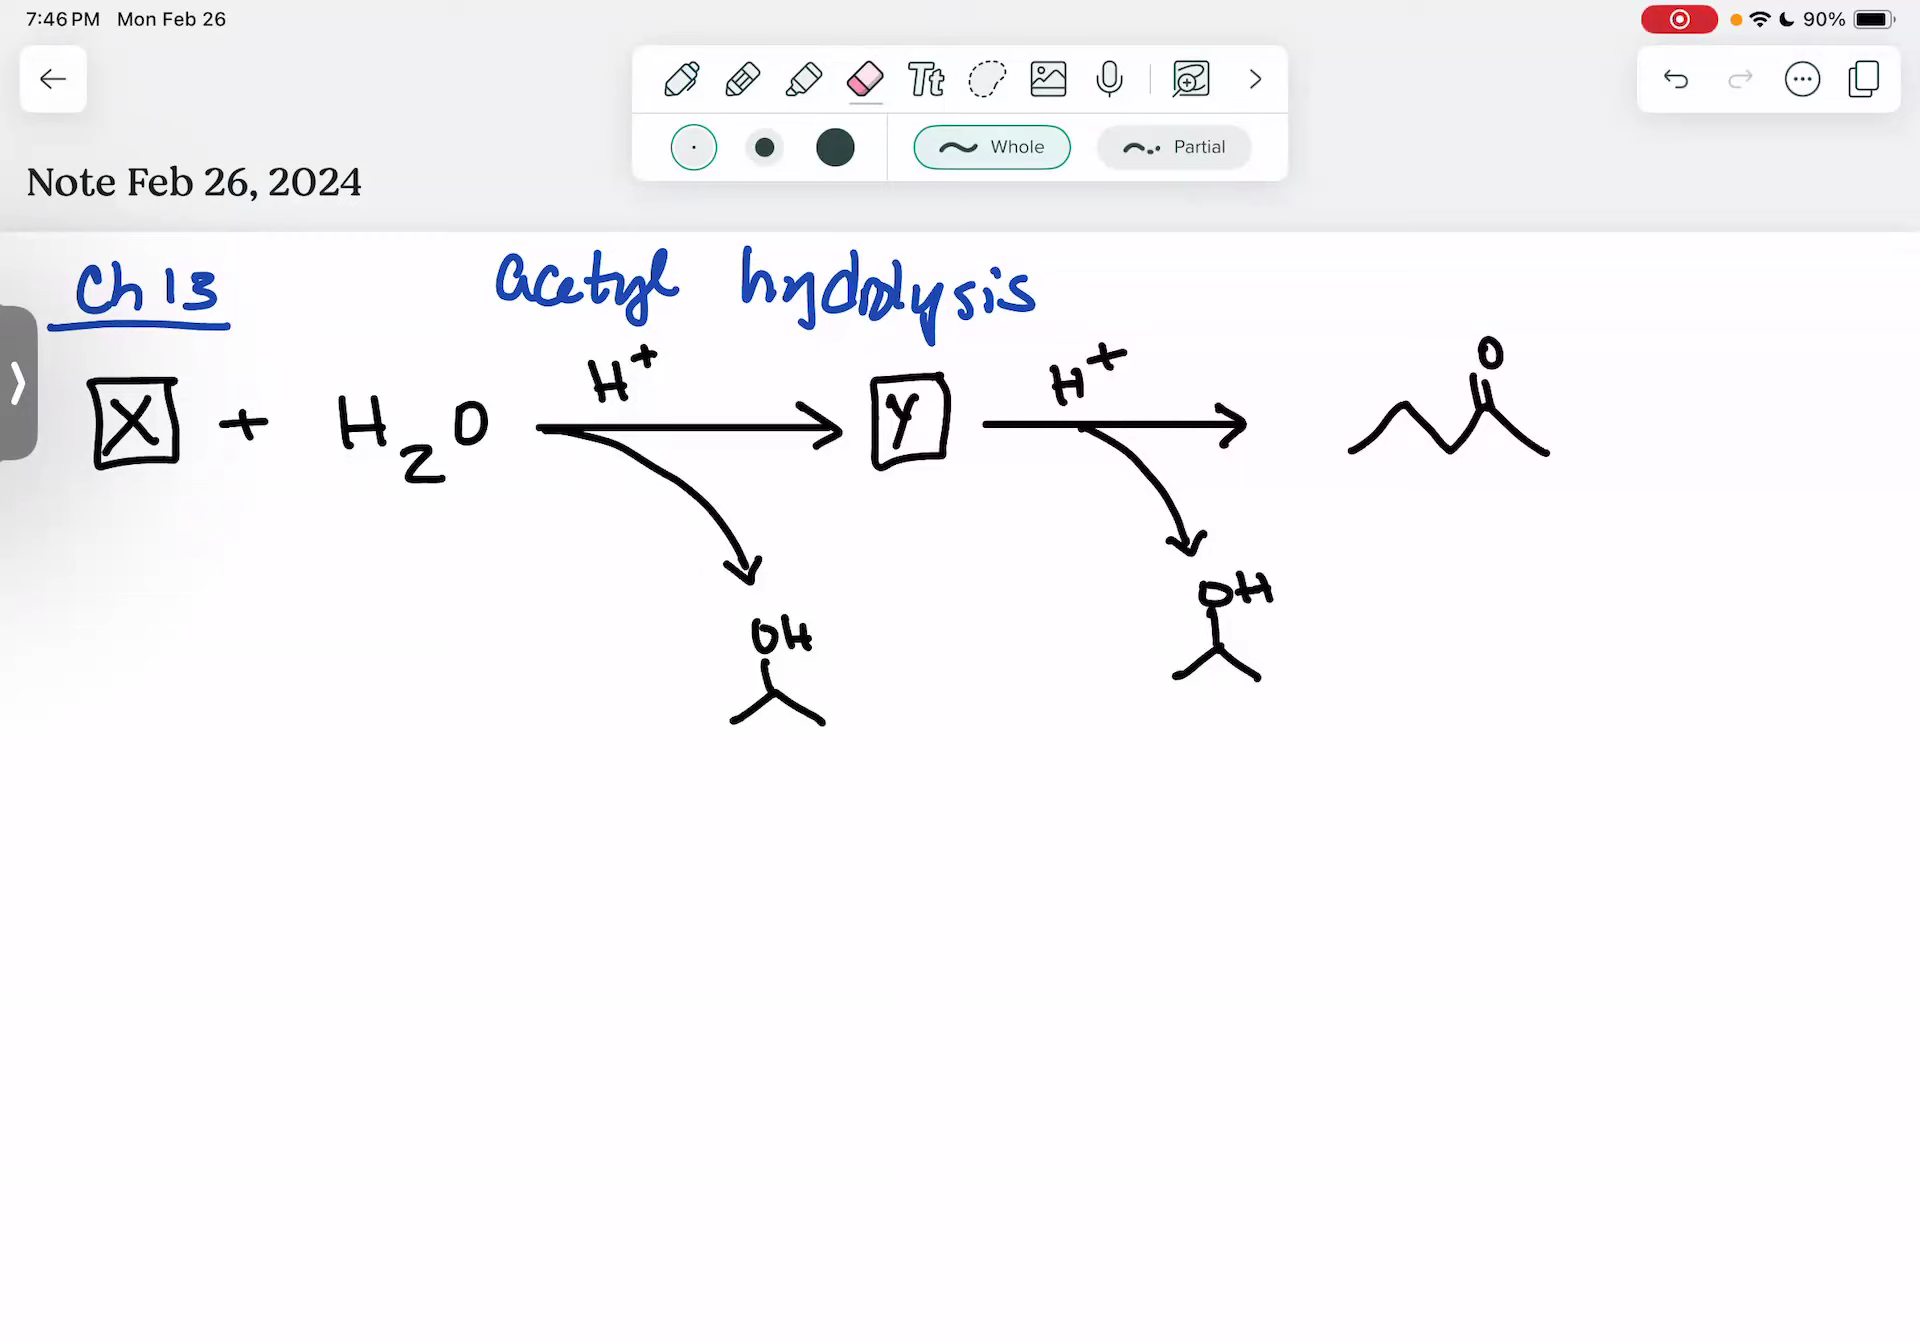 7:46 PM Mon Feb 26
90%
Tt
Whole
Partial
Note Feb 26, 2024
Ch 13 acetyl hydrolysis
H⁺ H⁺ O
X + H₂O Y
OH
OH